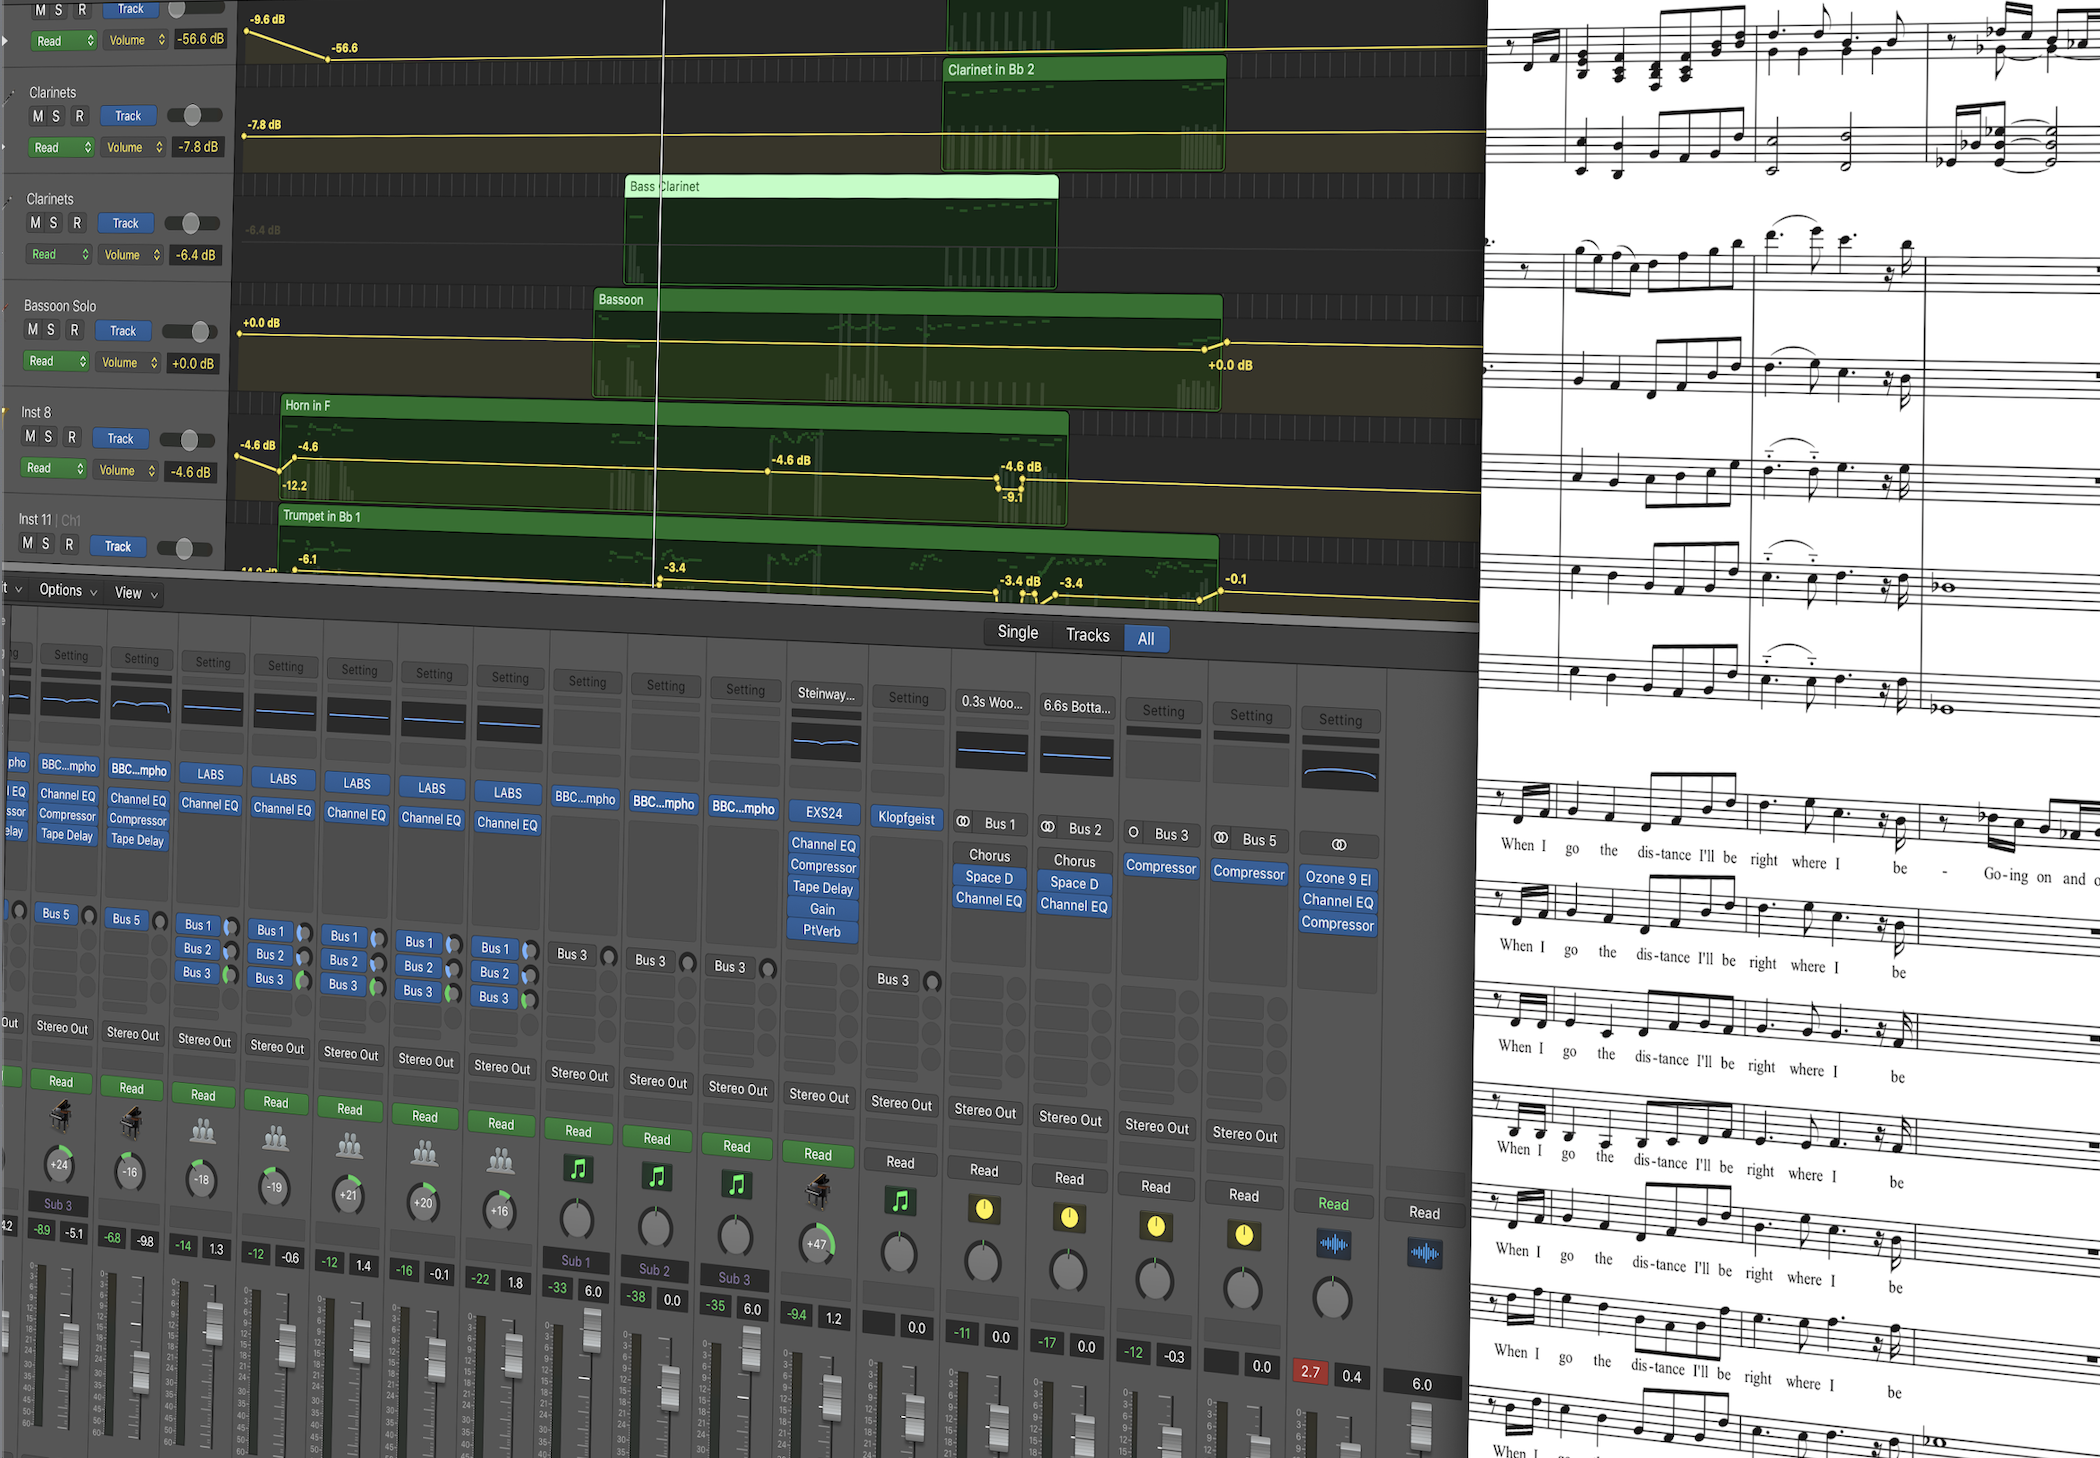 M S R Track
Read Volume -56.6 dB
Clarinets
M S R Track
Read Volume -7.8 dB
Clarinets
M S R Track
Read Volume -6.4 dB
Bassoon Solo
M S R Track
Read Volume +0.0 dB
Inst 8
M S R Track
Read Volume -4.6 dB
Inst 11 | Ch1
M S R Track
-9.6 dB
-56.6
Clarinet in Bb 2
-7.8 dB
Bass Clarinet
-6.4 dB
Bassoon
+0.0 dB
+0.0 dB
Horn in F
-4.6 dB
-4.6
-12.2
-4.6 dB
-4.6 dB
-9.1
Trumpet in Bb 1
-6.1
-3.4
-3.4 dB
-3.4
-0.1
Options View
Single Tracks All
Setting Setting Setting Setting Setting Setting Setting Setting Setting Setting Steinway... Setting 0.3s Woo... 6.6s Botta... Setting Setting Setting
BBC...mpho BBC...mpho LABS LABS LABS LABS LABS BBC...mpho BBC...mpho BBC...mpho EXS24 Klopfgeist Bus 1 Bus 2 Bus 3 Bus 5
Channel EQ Channel EQ Channel EQ Channel EQ Channel EQ Channel EQ Channel EQ Channel EQ Chorus Chorus Compressor Compressor Ozone 9 El
Compressor Compressor Compressor Space D Space D Channel EQ
Tape Delay Tape Delay Tape Delay Channel EQ Channel EQ Compressor
Gain
PtVerb
Bus 5 Bus 5 Bus 1 Bus 1 Bus 1 Bus 1 Bus 1 Bus 3 Bus 3 Bus 3 Bus 3
Bus 2 Bus 2 Bus 2 Bus 2 Bus 2
Bus 3 Bus 3 Bus 3 Bus 3 Bus 3
Out Stereo Out Stereo Out Stereo Out Stereo Out Stereo Out Stereo Out Stereo Out Stereo Out Stereo Out Stereo Out Stereo Out Stereo Out Stereo Out Stereo Out Stereo Out Stereo Out
Read Read Read Read Read Read Read Read Read Read Read Read Read Read Read Read Read Read
+24 -16 -18 -19 +21 +20 +16 +47
Sub 3 Sub 1 Sub 2 Sub 3
-8.9 -5.1 -6.8 -9.8 -14 1.3 -12 -0.6 -12 1.4 -16 -0.1 -22 1.8 -33 6.0 -38 0.0 -35 6.0 -9.4 1.2 0.0 -11 0.0 -17 0.0 -12 -0.3 0.0 2.7 0.4 6.0
When I go the dis-tance I'll be right where I be - Go-ing on and
When I go the dis-tance I'll be right where I be
When I go the dis-tance I'll be right where I be
When I go the dis-tance I'll be right where I be
When I go the dis-tance I'll be right where I be
When I go the dis-tance I'll be right where I be
When I